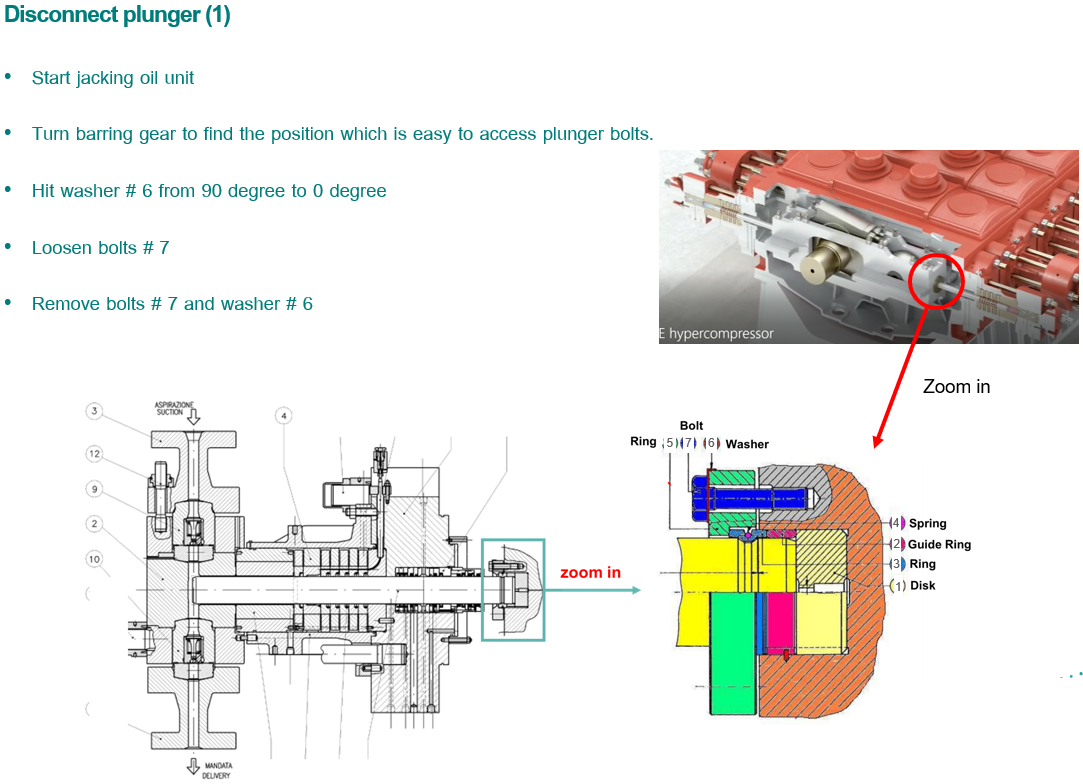 Disconnect plunger (1)
• Start jacking oil unit
• Turn barring gear to find the position which is easy to access plunger bolts.
• Hit washer # 6 from 90 degree to 0 degree
• Loosen bolts # 7
• Remove bolts # 7 and washer # 6
E hypercompressor
Zoom in
3
ASPIRAZIONE
SUCTION
4
12
9
2
10
zoom in
MANDATA
DELIVERY
Bolt
Ring 5 7 6 Washer
4 Spring
2 Guide Ring
3 Ring
1 Disk